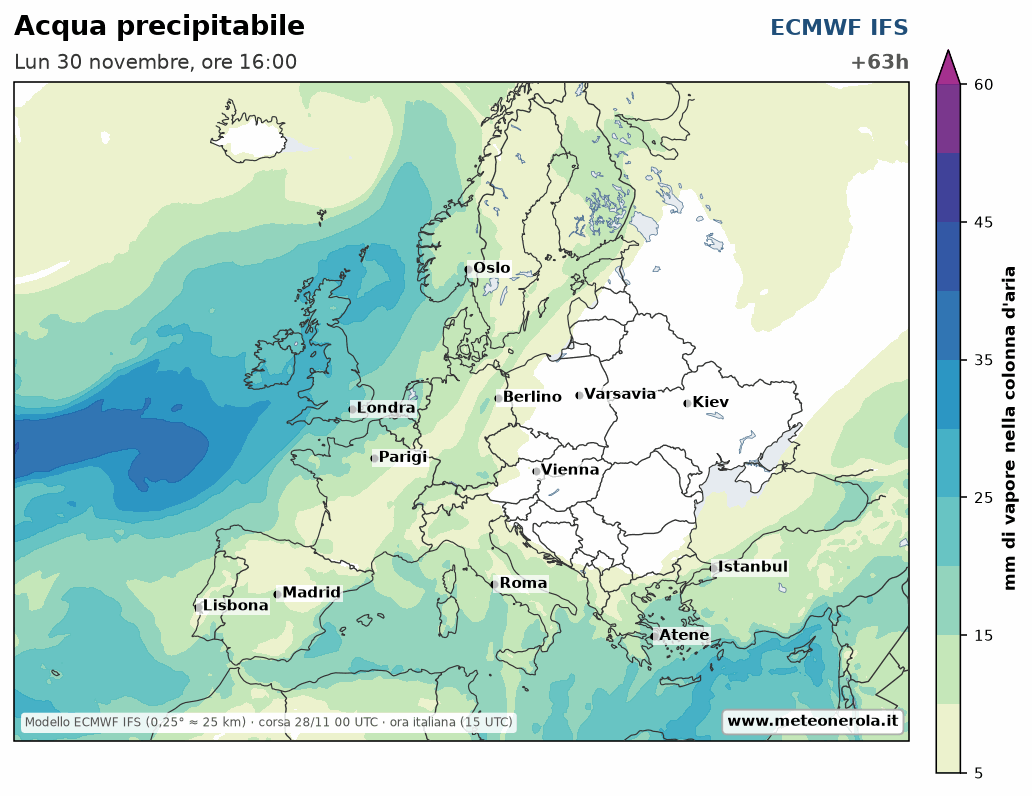 Acqua precipitabile
ECMWF IFS
Lun 30 novembre, ore 16:00
+63h
60
45
35
25
15
5
mm di vapore nella colonna d'aria
Oslo
Berlino
Varsavia
Kiev
Londra
Parigi
Vienna
Istanbul
Roma
Madrid
Lisbona
Atene
Modello ECMWF IFS (0,25° ≈ 25 km) · corsa 28/11 00 UTC · ora italiana (15 UTC)
www.meteonerola.it